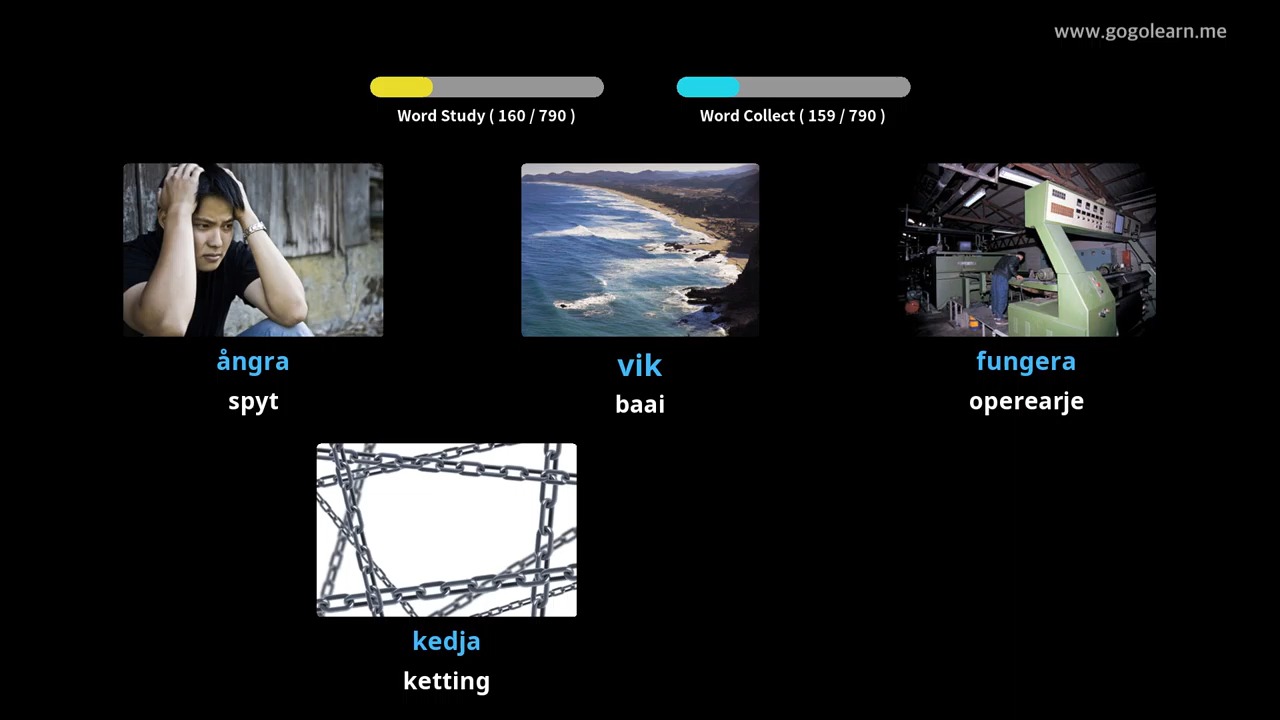 www.gogolearn.me
Word Study ( 160 / 790 )
Word Collect ( 159 / 790 )
ångra
spyt
vik
baai
fungera
operearje
kedja
ketting